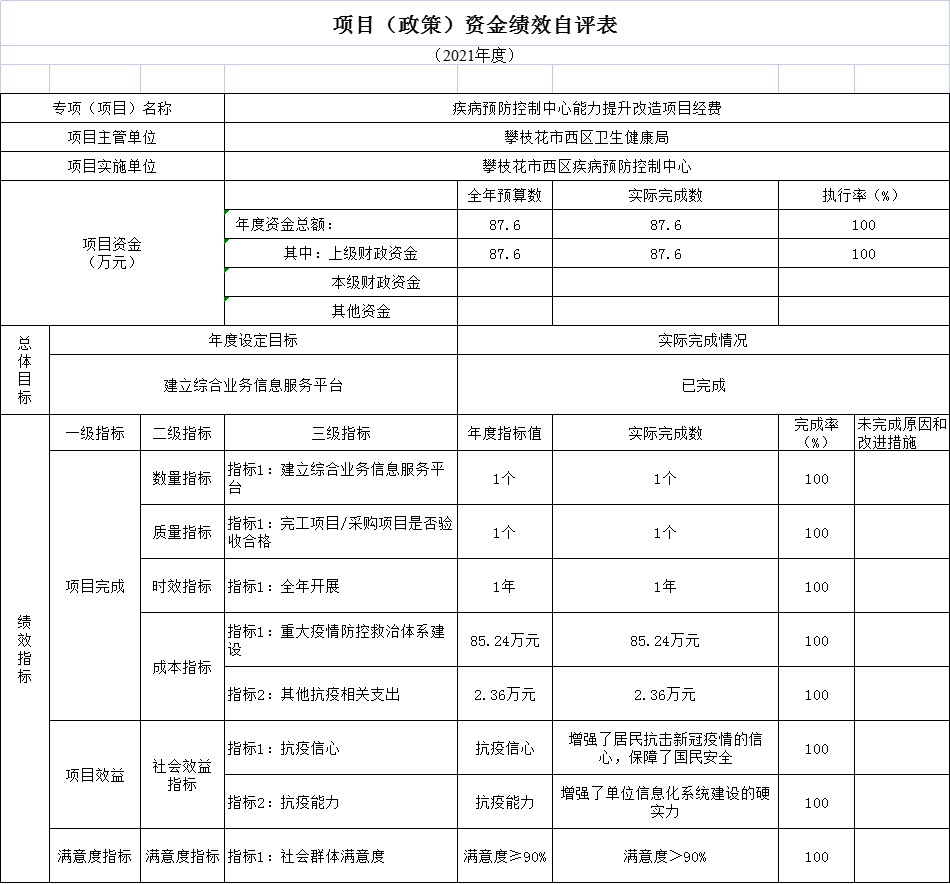 项目（政策）资金绩效自评表
（2021年度）
专项（项目）名称 疾病预防控制中心能力提升改造项目经费
项目主管单位 攀枝花市西区卫生健康局
项目实施单位 攀枝花市西区疾病预防控制中心
项目资金
（万元）
全年预算数 实际完成数 执行率（%）
年度资金总额： 87.6 87.6 100
其中：上级财政资金 87.6 87.6 100
本级财政资金
其他资金
总体目标
年度设定目标 实际完成情况
建立综合业务信息服务平台 已完成
绩效指标
一级指标 二级指标 三级指标 年度指标值 实际完成数 完成率
（%） 未完成原因和
改进措施
项目完成
数量指标 指标1：建立综合业务信息服务平
台 1个 1个 100
质量指标 指标1：完工项目/采购项目是否验
收合格 1个 1个 100
时效指标 指标1：全年开展 1年 1年 100
成本指标
指标1：重大疫情防控救治体系建
设 85.24万元 85.24万元 100
指标2：其他抗疫相关支出 2.36万元 2.36万元 100
项目效益
社会效益
指标
指标1：抗疫信心 抗疫信心 增强了居民抗击新冠疫情的信
心，保障了国民安全 100
指标2：抗疫能力 抗疫能力 增强了单位信息化系统建设的硬
实力 100
满意度指标 满意度指标 指标1：社会群体满意度 满意度≥90% 满意度＞90% 100